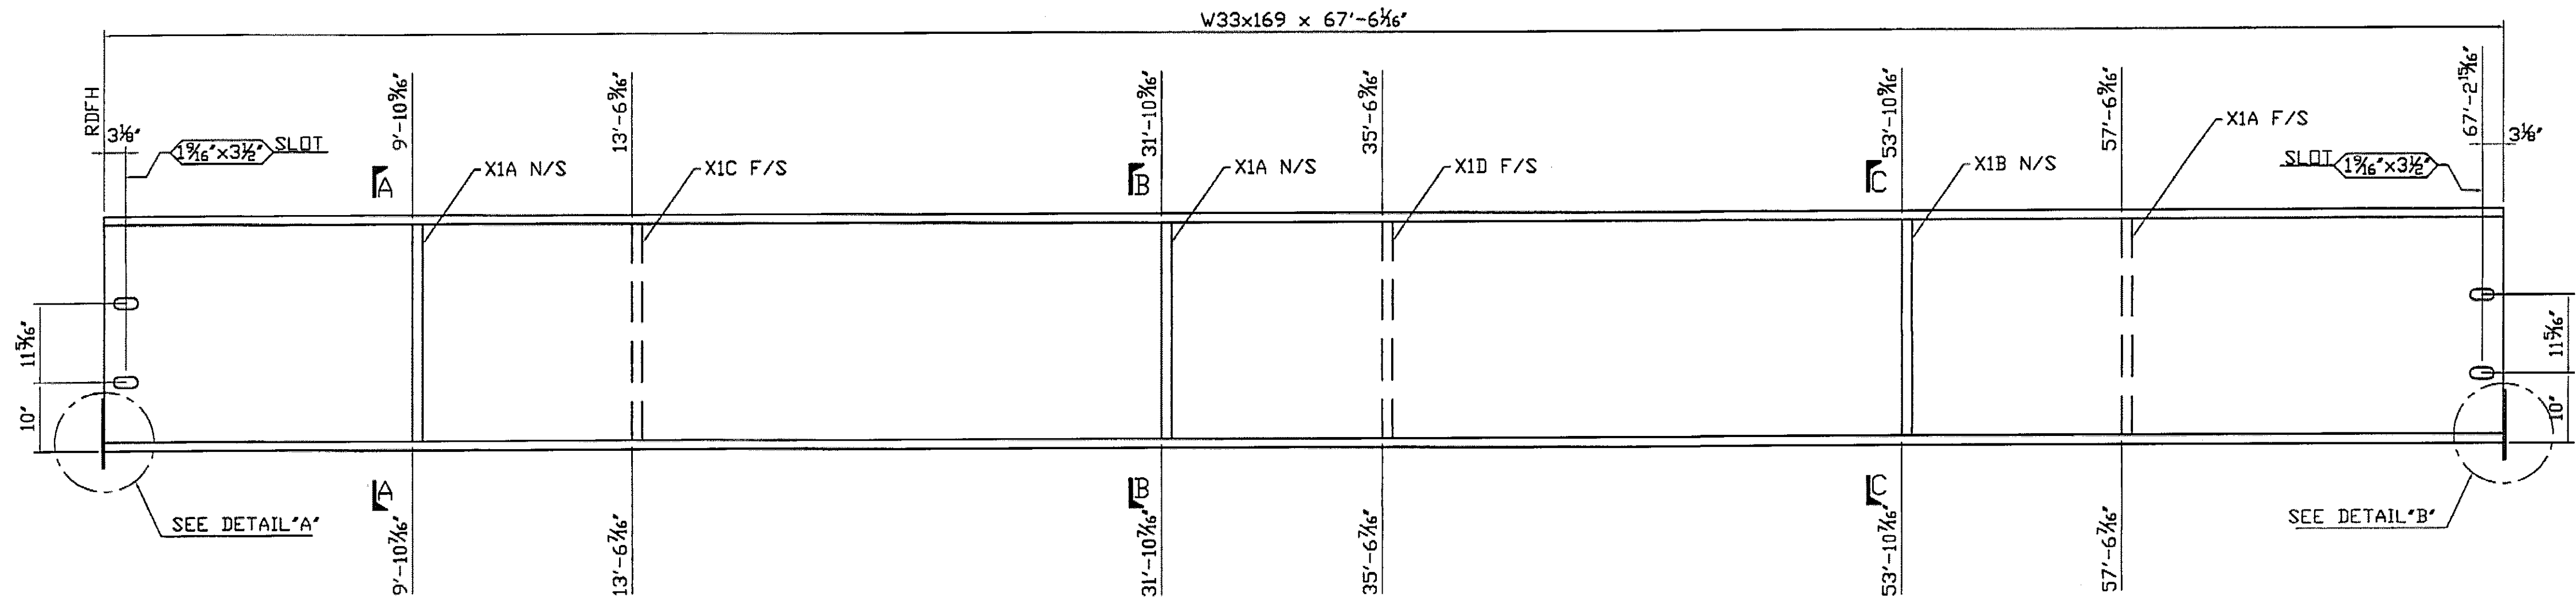 W33x169 x 67'-6 1/16"
RDFH
3 1/8"
1 9/16"x3 1/2" SLOT
9'-10 9/16"
13'-6 9/16"
31'-10 9/16"
35'-6 9/16"
53'-10 9/16"
57'-6 9/16"
67'-2 15/16"
3 1/8"
SLOT 1 9/16"x3 1/2"
A
X1A N/S
X1C F/S
B
X1A N/S
X1D F/S
C
X1B N/S
X1A F/S
11 5/16"
10"
11 5/16"
10"
SEE DETAIL"A"
A
B
C
SEE DETAIL"B"
9'-10 7/16"
13'-6 7/16"
31'-10 7/16"
35'-6 7/16"
53'-10 7/16"
57'-6 7/16"